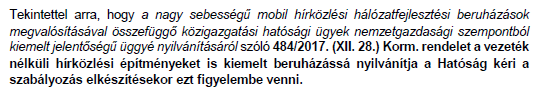 Tekintettel arra, hogy a nagy sebességű mobil hírközlési hálózatfejlesztési beruházások
megvalósításával összefüggő közigazgatási hatósági ügyek nemzetgazdasági szempontból
kiemelt jelentőségű üggyé nyilvánításáról szóló 484/2017. (XII. 28.) Korm. rendelet a vezeték
nélküli hírközlési építményeket is kiemelt beruházássá nyilvánítja a Hatóság kéri a
szabályozás elkészítésekor ezt figyelembe venni.